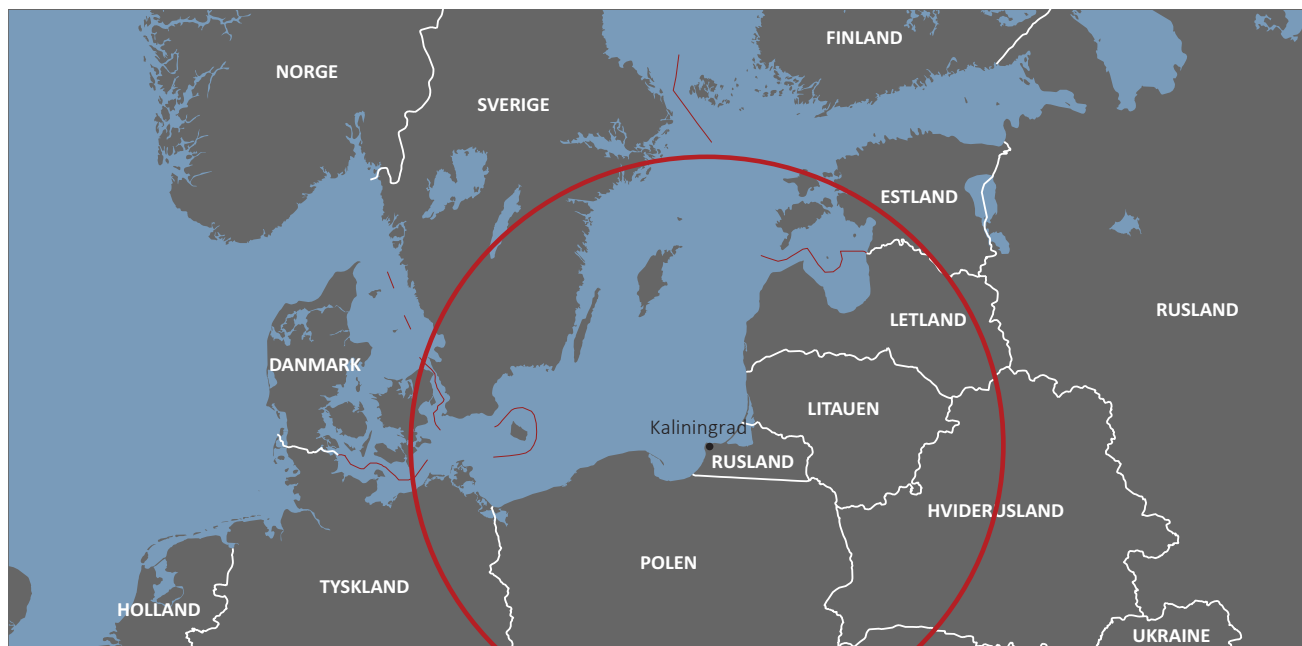 FINLAND
NORGE
SVERIGE
ESTLAND
RUSLAND
LETLAND
DANMARK
LITAUEN
Kaliningrad
RUSLAND
HVIDERUSLAND
POLEN
TYSKLAND
HOLLAND
UKRAINE